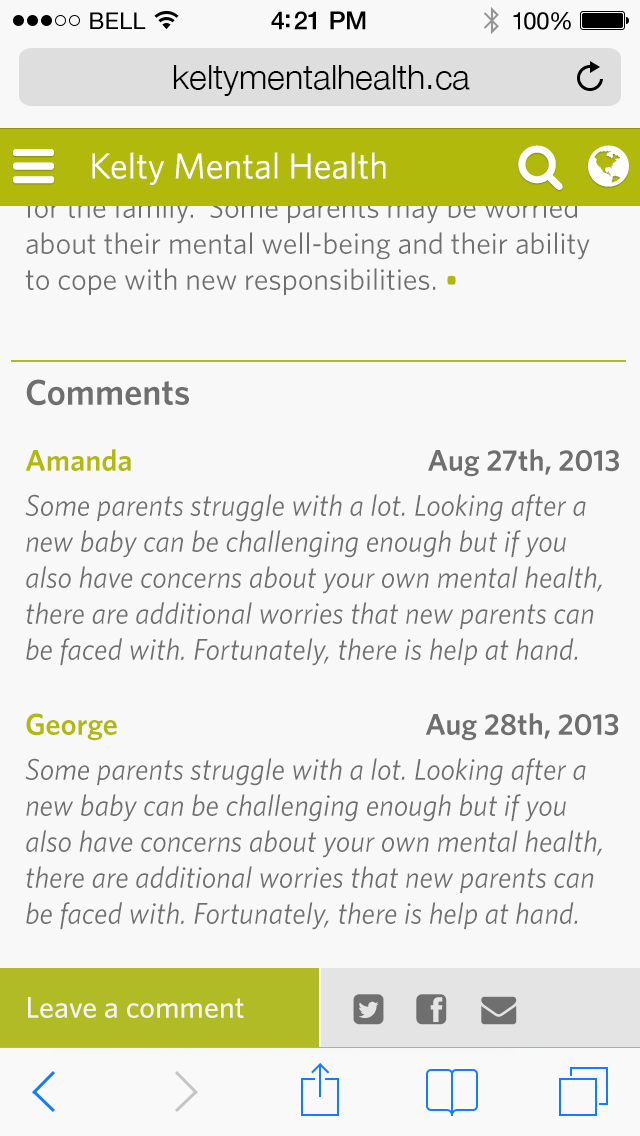 BELL 4:21 PM 100%
keltymentalhealth.ca
Kelty Mental Health
for the family. Some parents may be worried
about their mental well-being and their ability
to cope with new responsibilities.
Comments
Amanda Aug 27th, 2013
Some parents struggle with a lot. Looking after a
new baby can be challenging enough but if you
also have concerns about your own mental health,
there are additional worries that new parents can
be faced with. Fortunately, there is help at hand.
George Aug 28th, 2013
Some parents struggle with a lot. Looking after a
new baby can be challenging enough but if you
also have concerns about your own mental health,
there are additional worries that new parents can
be faced with. Fortunately, there is help at hand.
Leave a comment